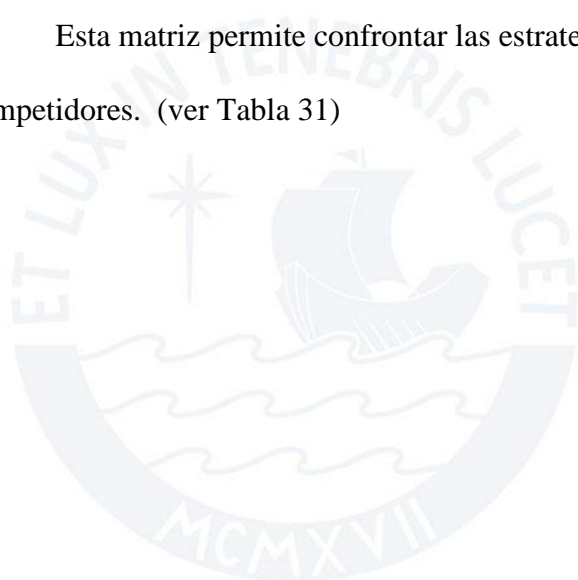 Esta matriz permite confrontar las estrate
mpetidores. (ver Tabla 31)
ET LUX IN TENEBRIS LUCET
MCMXVII